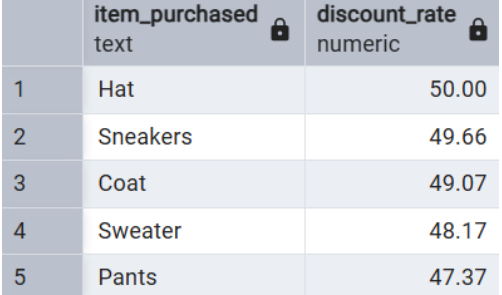 item_purchased discount_rate
text numeric
1 Hat 50.00
2 Sneakers 49.66
3 Coat 49.07
4 Sweater 48.17
5 Pants 47.37